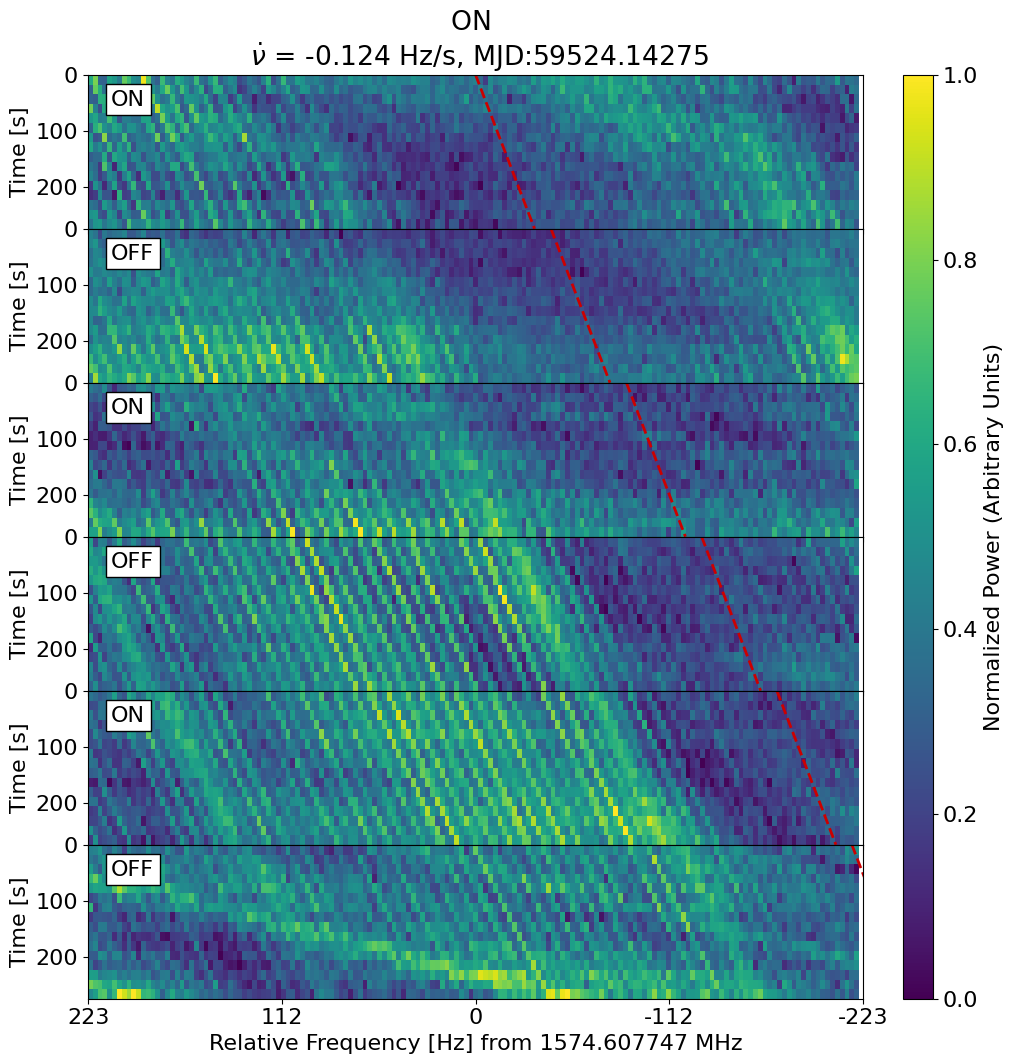 ON
ν̇ = -0.124 Hz/s, MJD:59524.14275
0
100
200
Time [s]
ON
0
100
200
Time [s]
OFF
0
100
200
Time [s]
ON
0
100
200
Time [s]
OFF
0
100
200
Time [s]
ON
0
100
200
Time [s]
OFF
223 112 0 -112 -223
Relative Frequency [Hz] from 1574.607747 MHz
1.0
0.8
0.6
0.4
0.2
0.0
Normalized Power (Arbitrary Units)